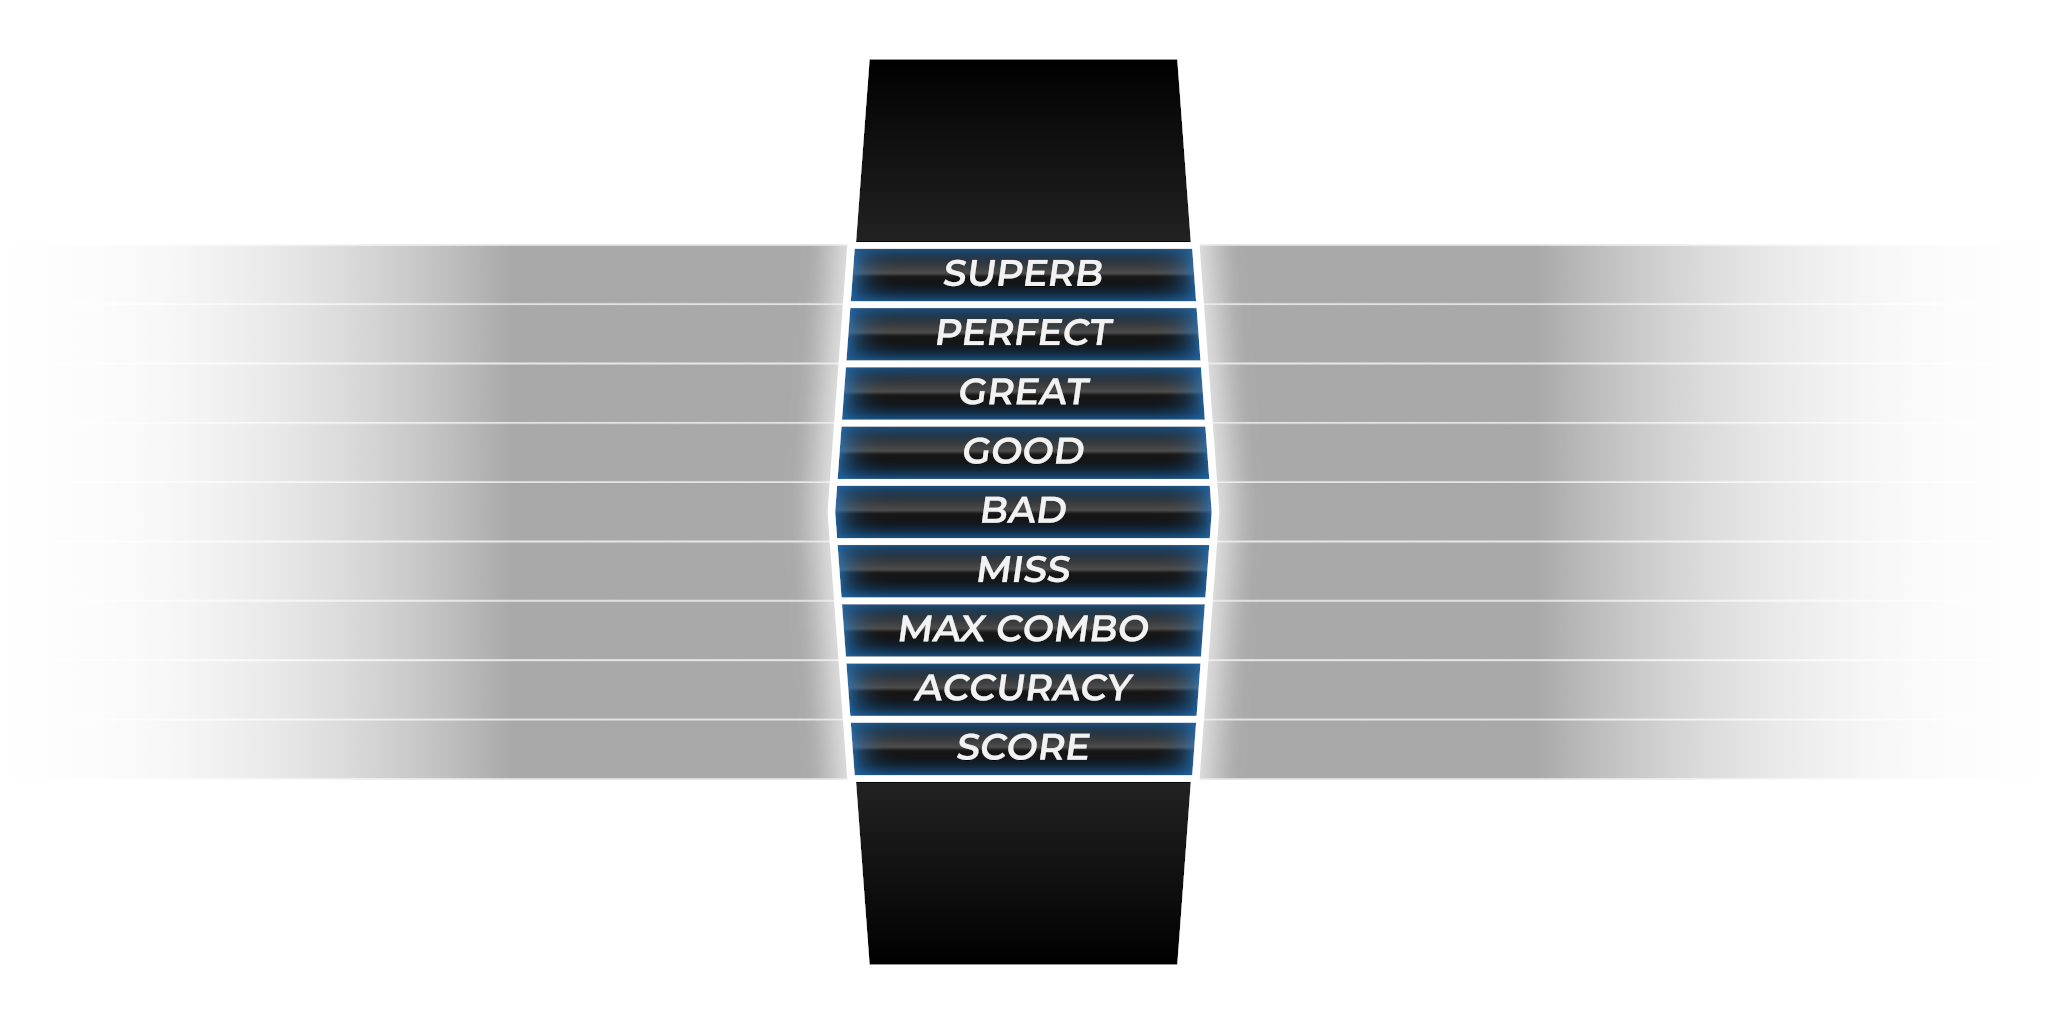 SUPERB
PERFECT
GREAT
GOOD
BAD
MISS
MAX COMBO
ACCURACY
SCORE